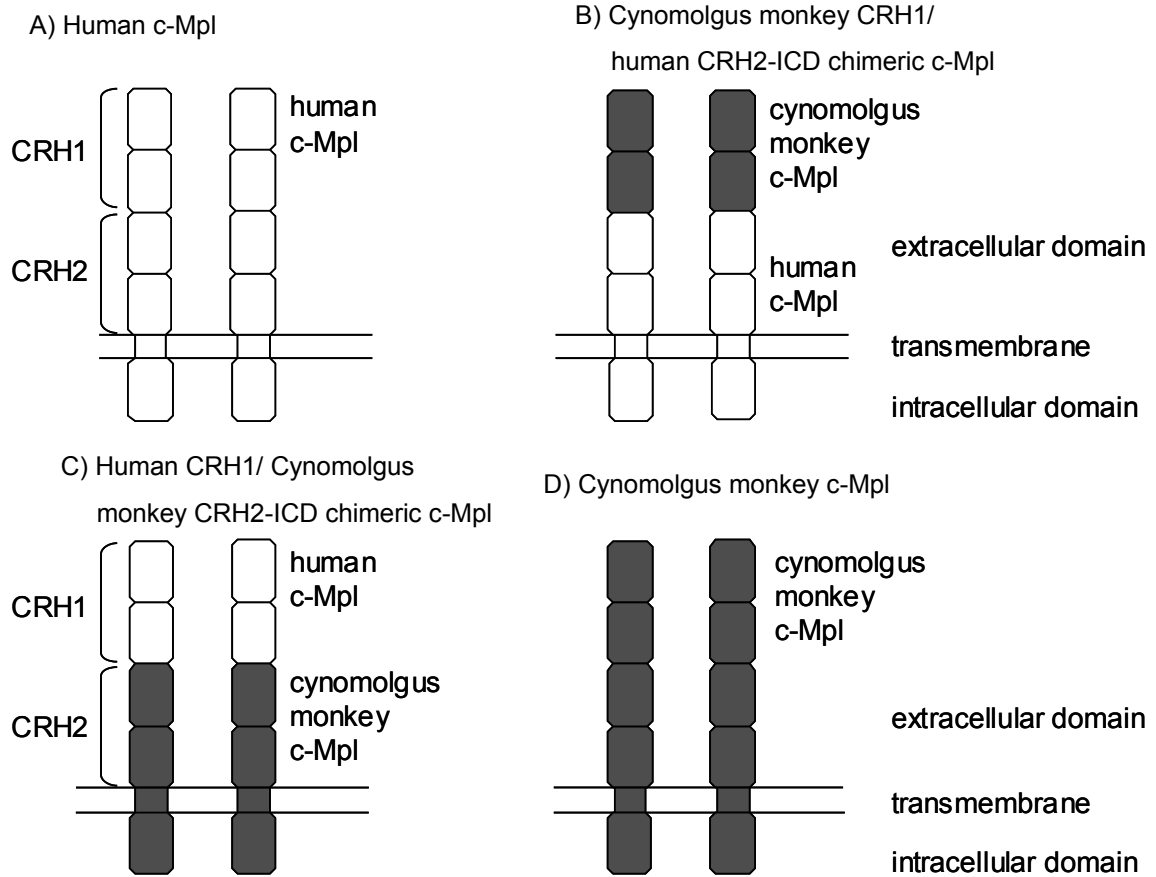 A) Human c-Mpl
CRH1
CRH2
human
c-Mpl
B) Cynomolgus monkey CRH1/
human CRH2-ICD chimeric c-Mpl
cynomolgus
monkey
c-Mpl
human
c-Mpl
extracellular domain
transmembrane
intracellular domain
C) Human CRH1/ Cynomolgus
monkey CRH2-ICD chimeric c-Mpl
CRH1
CRH2
human
c-Mpl
cynomolgus
monkey
c-Mpl
D) Cynomolgus monkey c-Mpl
cynomolgus
monkey
c-Mpl
extracellular domain
transmembrane
intracellular domain